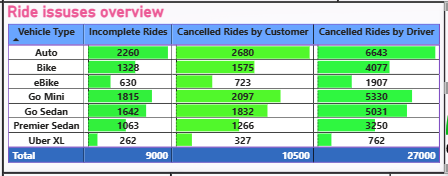 Ride issuses overview
Vehicle Type Incomplete Rides Cancelled Rides by Customer Cancelled Rides by Driver
Auto 2260 2680 6643
Bike 1328 1575 4077
eBike 630 723 1907
Go Mini 1815 2097 5330
Go Sedan 1642 1832 5031
Premier Sedan 1063 1266 3250
Uber XL 262 327 762
Total 9000 10500 27000